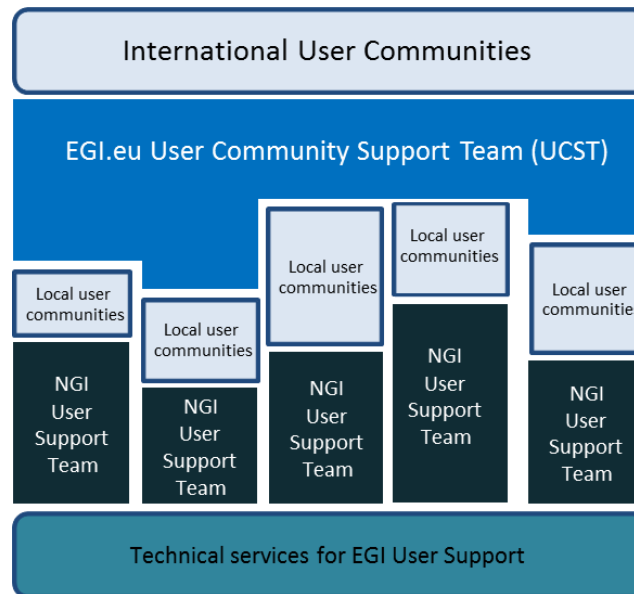 International User Communities
EGI.eu User Community Support Team (UCST)
Local user
communities
Local user
communities
Local user
communities
Local user
communities
Local user
communities
NGI
User
Support
Team
NGI
User
Support
Team
NGI
User
Support
Team
NGI
User
Support
Team
NGI
User
Support
Team
Technical services for EGI User Support